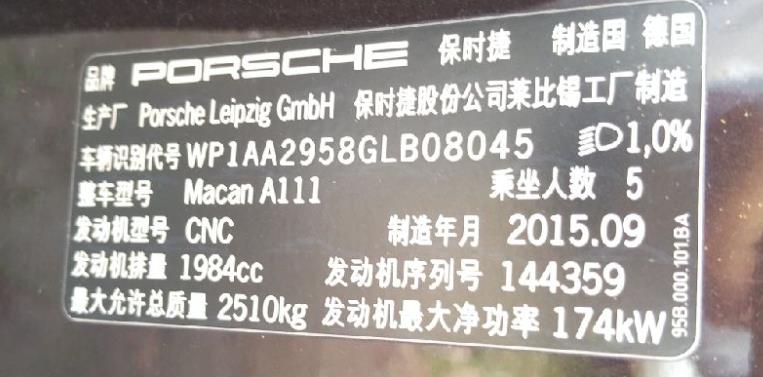 品牌 PORSCHE 保时捷 制造国 德国
生产厂 Porsche Leipzig GmbH 保时捷股份公司莱比锡工厂制造
车辆识别代号 WP1AA2958GLB08045 1,0%
整车型号 Macan A111 乘坐人数 5
发动机型号 CNC 制造年月 2015.09
发动机排量 1984cc 发动机序列号 144359
最大允许总质量 2510kg 发动机最大净功率 174kW
95B.000.101.BA